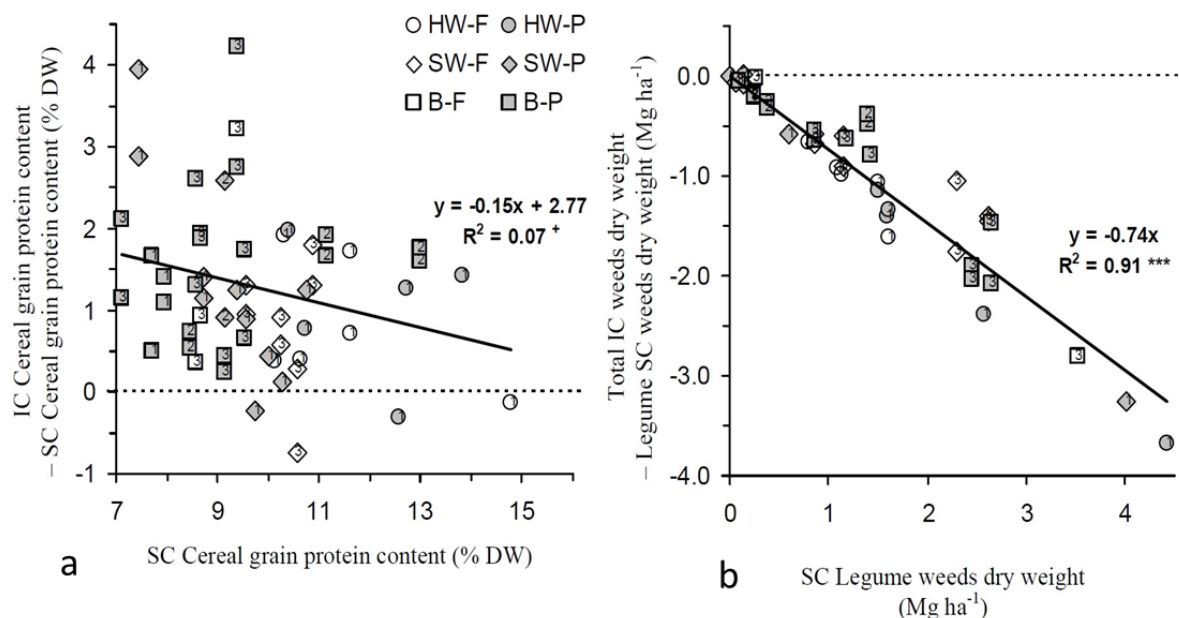 HW-F HW-P
SW-F SW-P
B-F B-P
IC Cereal grain protein content
– SC Cereal grain protein content (% DW)
4
3
2
1
0
-1
y = -0.15x + 2.77
R² = 0.07 +
7 9 11 13 15
SC Cereal grain protein content (% DW)
a
Total IC weeds dry weight
– Legume SC weeds dry weight (Mg ha⁻¹)
0.0
-1.0
-2.0
-3.0
-4.0
y = -0.74x
R² = 0.91 ***
0 1 2 3 4
SC Legume weeds dry weight
(Mg ha⁻¹)
b